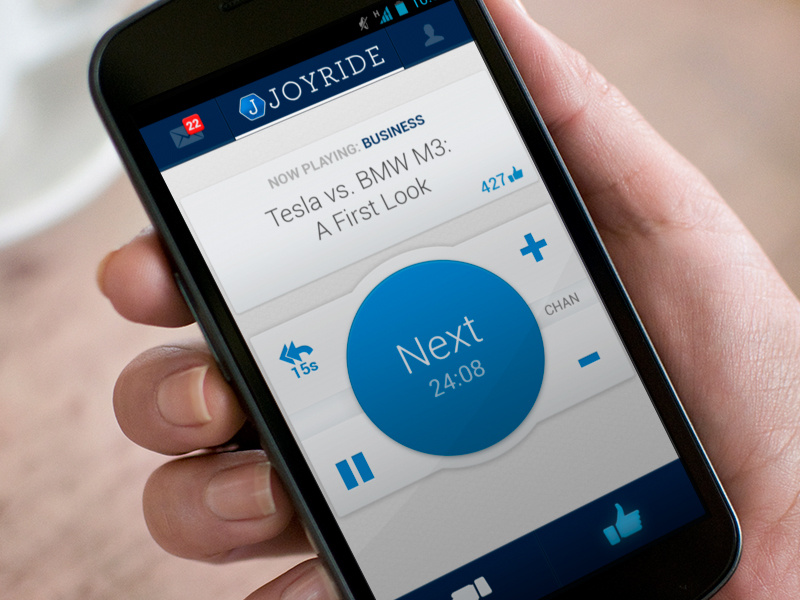 H
22
J JOYRIDE
NOW PLAYING: BUSINESS
Tesla vs. BMW M3:
A First Look
427
15s
Next
24:08
CHAN